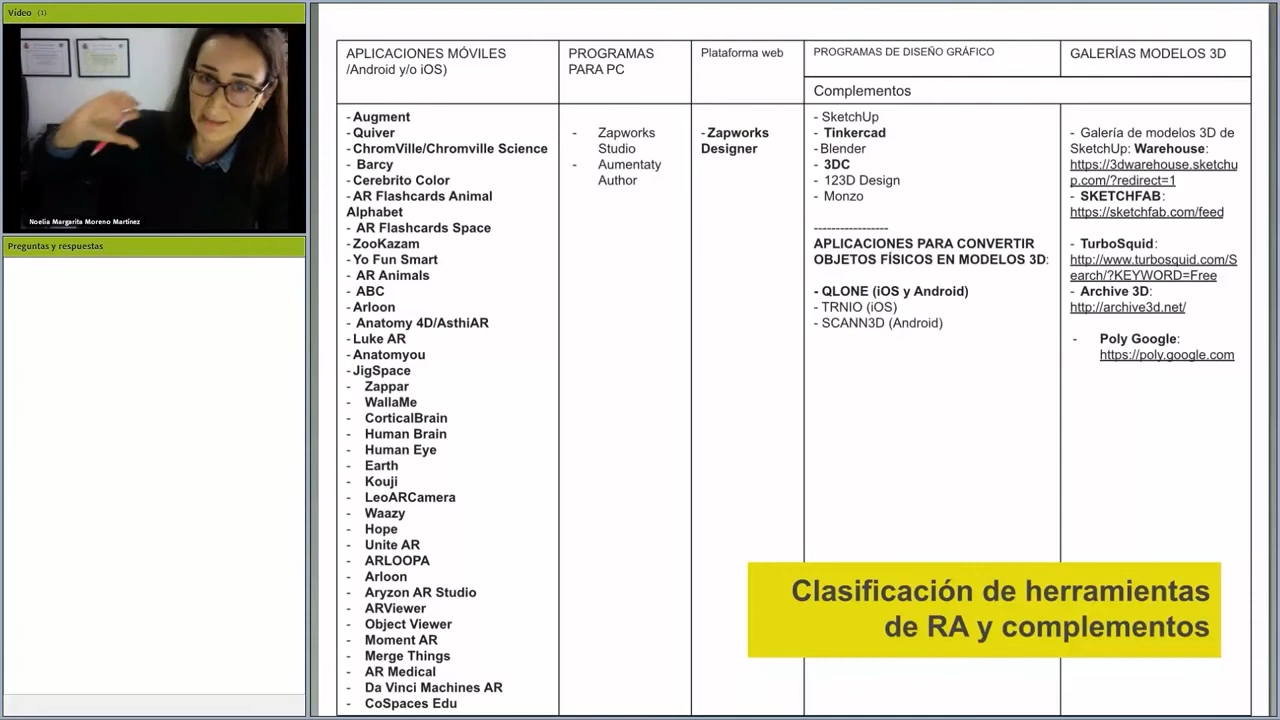 Vídeo (1)
Noelia Margarita Moreno Martínez
Preguntas y respuestas
APLICACIONES MÓVILES
/Android y/o iOS)
PROGRAMAS
PARA PC
Plataforma web
PROGRAMAS DE DISEÑO GRÁFICO
GALERÍAS MODELOS 3D
Complementos
-Augment
-Quiver
-ChromVille/Chromville Science
- Barcy
-Cerebrito Color
-AR Flashcards Animal
Alphabet
- AR Flashcards Space
-ZooKazam
-Yo Fun Smart
- AR Animals
- ABC
-Arloon
- Anatomy 4D/AsthiAR
-Luke AR
-Anatomyou
-JigSpace
- Zappar
- WallaMe
- CorticalBrain
- Human Brain
- Human Eye
- Earth
- Kouji
- LeoARCamera
- Waazy
- Hope
- Unite AR
- ARLOOPA
- Arloon
- Aryzon AR Studio
- ARViewer
- Object Viewer
- Moment AR
- Merge Things
- AR Medical
- Da Vinci Machines AR
- CoSpaces Edu
- Zapworks
Studio
- Aumentaty
Author
-Zapworks
Designer
- SketchUp
- Tinkercad
-Blender
- 3DC
- 123D Design
- Monzo
-----------------
APLICACIONES PARA CONVERTIR
OBJETOS FÍSICOS EN MODELOS 3D:
- QLONE (iOS y Android)
- TRNIO (iOS)
- SCANN3D (Android)
- Galería de modelos 3D de
SketchUp: Warehouse:
https://3dwarehouse.sketchu
p.com/?redirect=1
- SKETCHFAB:
https://sketchfab.com/feed
- TurboSquid:
http://www.turbosquid.com/S
earch/?KEYWORD=Free
- Archive 3D:
http://archive3d.net/
- Poly Google:
https://poly.google.com
Clasificación de herramientas
de RA y complementos